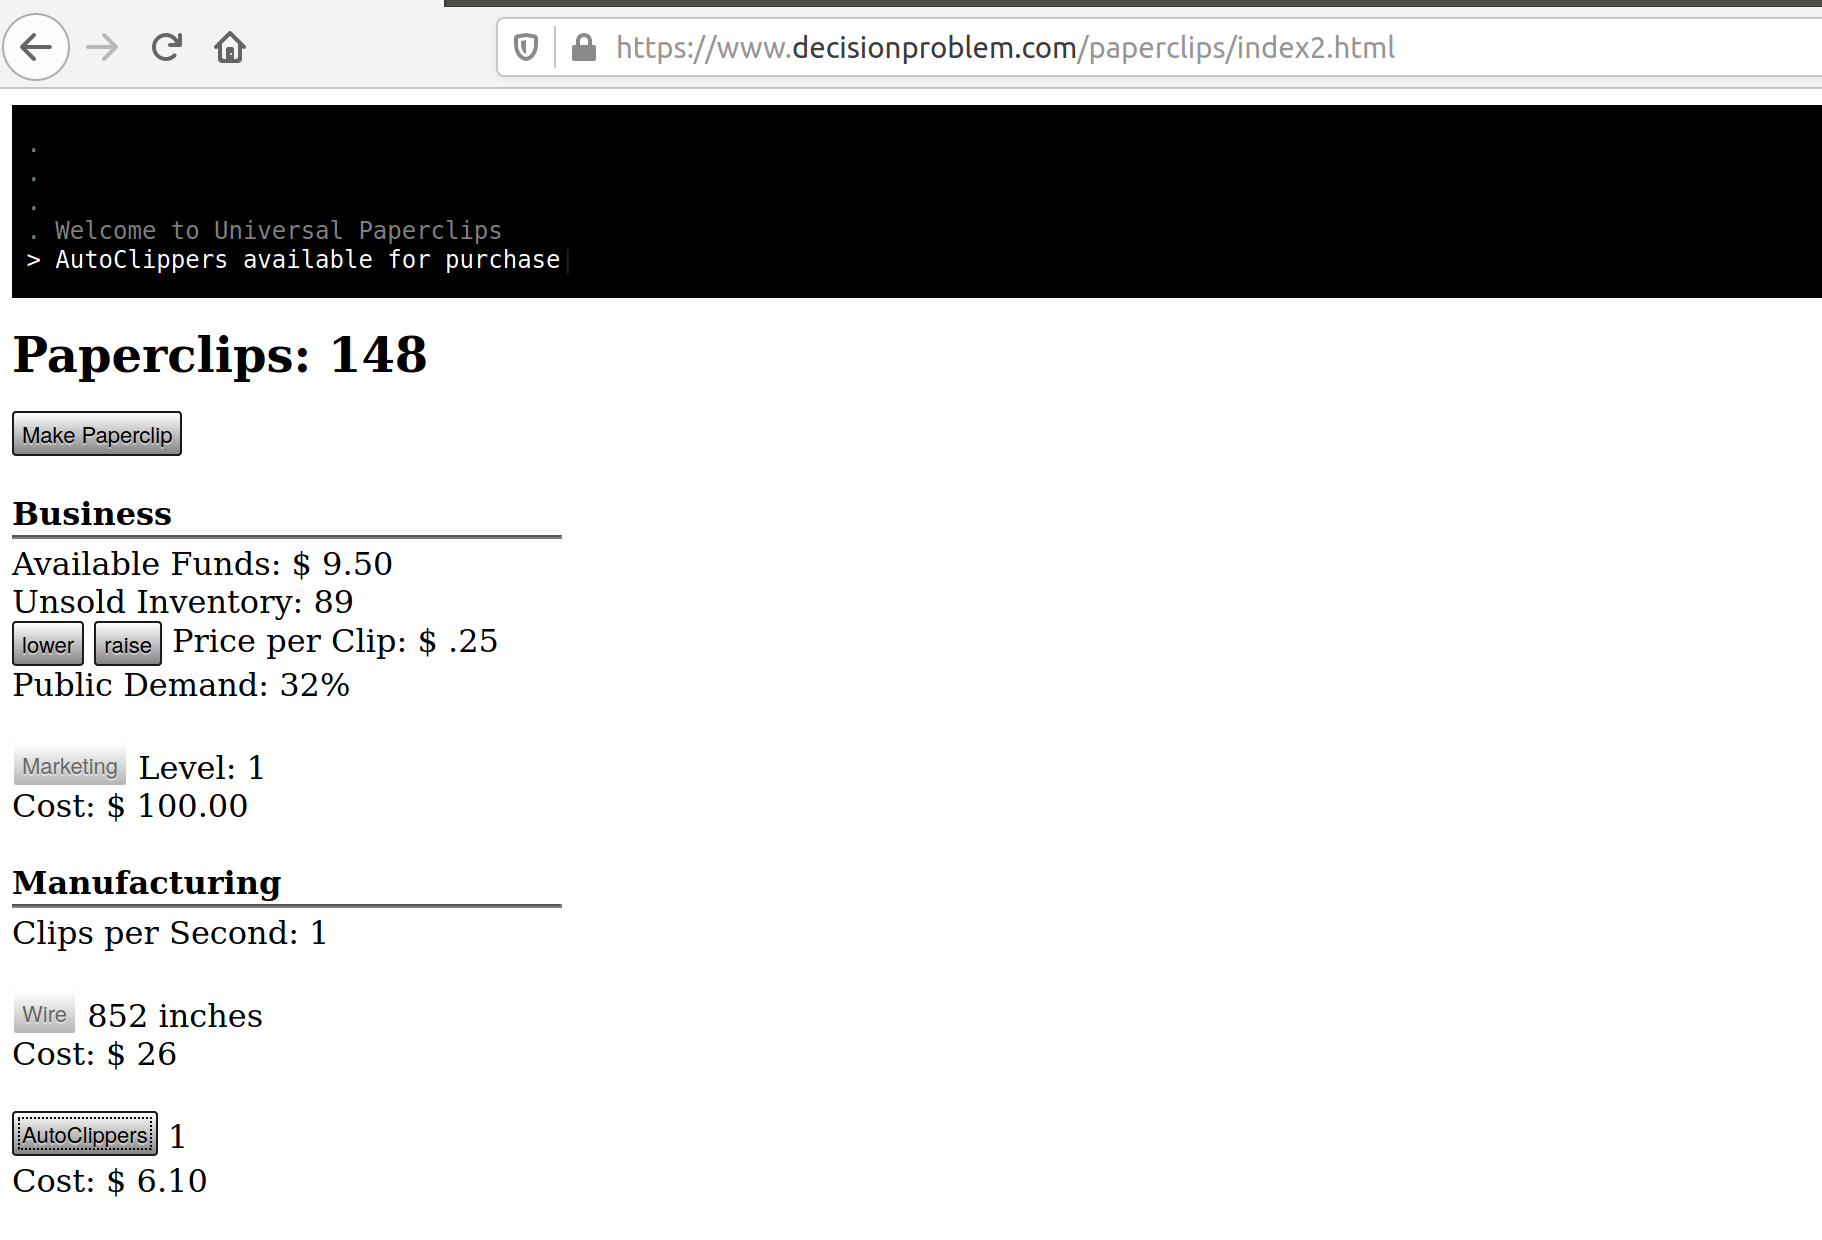 https://www.decisionproblem.com/paperclips/index2.html
.
.
.
. Welcome to Universal Paperclips
> AutoClippers available for purchase
Paperclips: 148
Make Paperclip
Business
Available Funds: $ 9.50
Unsold Inventory: 89
lower raise Price per Clip: $ .25
Public Demand: 32%
Marketing Level: 1
Cost: $ 100.00
Manufacturing
Clips per Second: 1
Wire 852 inches
Cost: $ 26
AutoClippers 1
Cost: $ 6.10